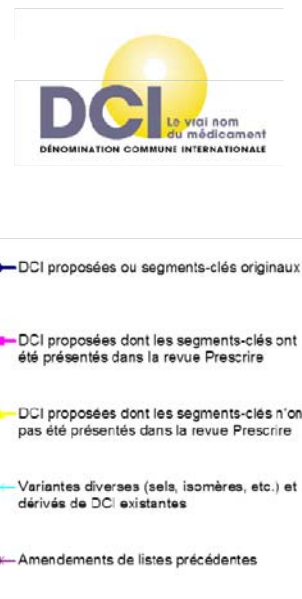 DCI
Le vrai nom
du médicament
DÉNOMINATION COMMUNE INTERNATIONALE
DCI proposées ou segments-clés originaux
DCI proposées dont les segments-clés ont
été présentés dans la revue Prescrire
DCI proposées dont les segments-clés n'on
pas été présentés dans la revue Prescrire
Variantes diverses (sels, isomères, etc.) et
dérivés de DCI existantes
Amendements de listes précédentes